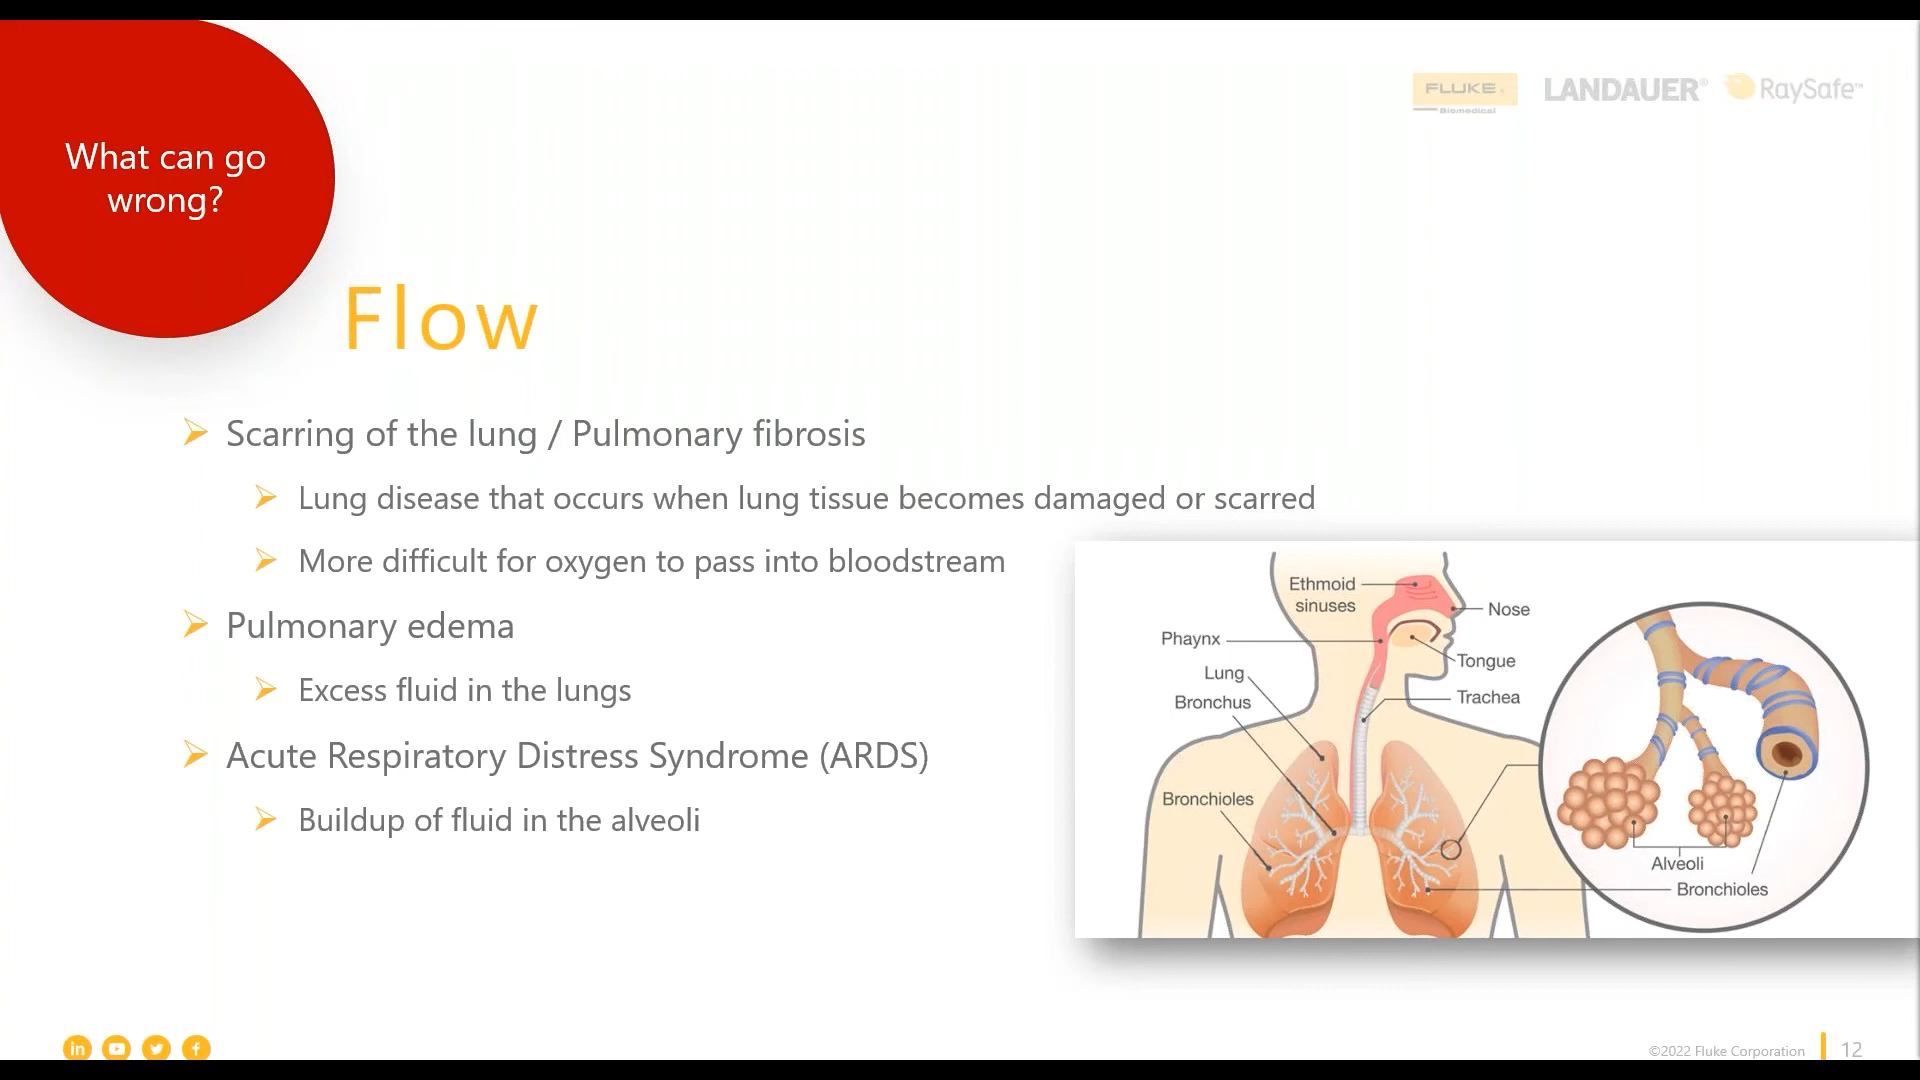 What can go
wrong?
FLUKE®
Biomedical
LANDAUER®
RaySafe™
Flow
Scarring of the lung / Pulmonary fibrosis
Lung disease that occurs when lung tissue becomes damaged or scarred
More difficult for oxygen to pass into bloodstream
Pulmonary edema
Excess fluid in the lungs
Acute Respiratory Distress Syndrome (ARDS)
Buildup of fluid in the alveoli
Ethmoid
sinuses
Nose
Phaynx
Tongue
Lung
Trachea
Bronchus
Bronchioles
Alveoli
Bronchioles
in
f
©2022 Fluke Corporation
12